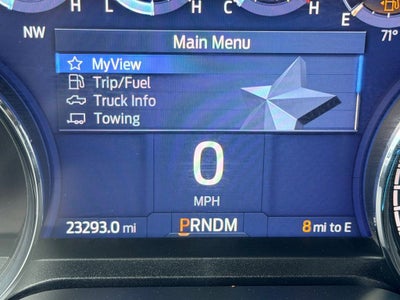 H L H C H E
NW Main Menu 71°
MyView
Trip/Fuel
Truck Info
Towing
0
MPH
23293.0 mi PRNDM 8 mi to E